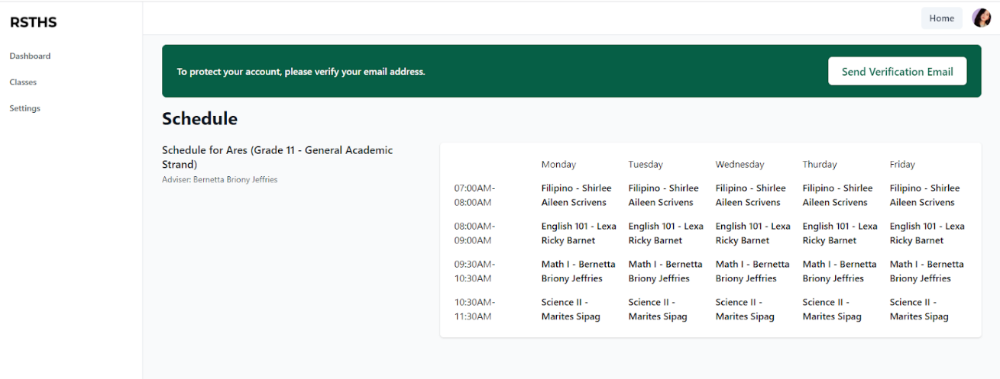 RSTHS
Home
Dashboard
Classes
Settings
To protect your account, please verify your email address.
Send Verification Email
Schedule
Schedule for Ares (Grade 11 - General Academic
Strand)
Adviser: Bernetta Briony Jeffries
Monday Tuesday Wednesday Thurday Friday
07:00AM- Filipino - Shirlee Filipino - Shirlee Filipino - Shirlee Filipino - Shirlee Filipino - Shirlee
08:00AM Aileen Scrivens Aileen Scrivens Aileen Scrivens Aileen Scrivens Aileen Scrivens
08:00AM- English 101 - Lexa English 101 - Lexa English 101 - Lexa English 101 - Lexa English 101 - Lexa
09:00AM Ricky Barnet Ricky Barnet Ricky Barnet Ricky Barnet Ricky Barnet
09:30AM- Math I - Bernetta Math I - Bernetta Math I - Bernetta Math I - Bernetta Math I - Bernetta
10:30AM Briony Jeffries Briony Jeffries Briony Jeffries Briony Jeffries Briony Jeffries
10:30AM- Science II - Science II - Science II - Science II - Science II -
11:30AM Marites Sipag Marites Sipag Marites Sipag Marites Sipag Marites Sipag